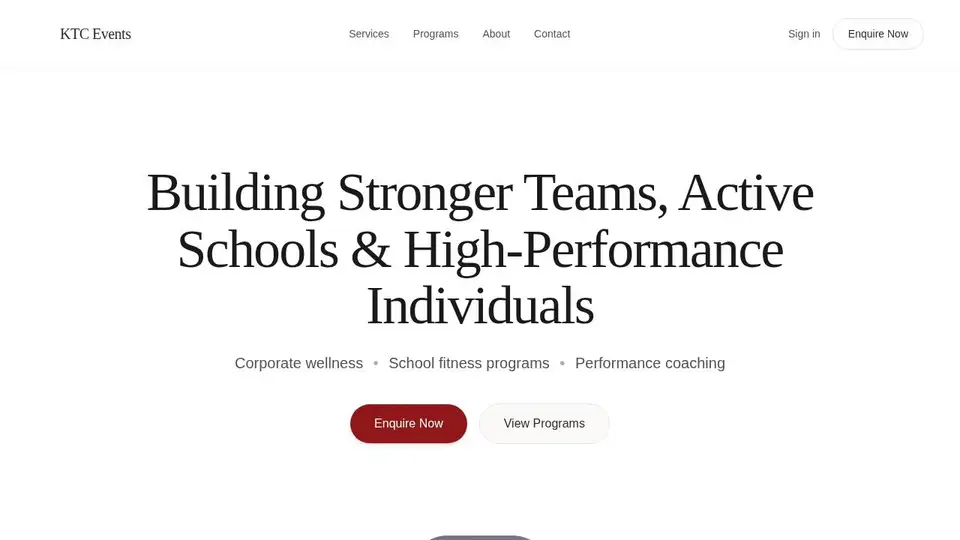 KTC Events
Services
Programs
About
Contact
Sign in
Enquire Now
Building Stronger Teams, Active
Schools & High-Performance
Individuals
Corporate wellness • School fitness programs • Performance coaching
Enquire Now
View Programs